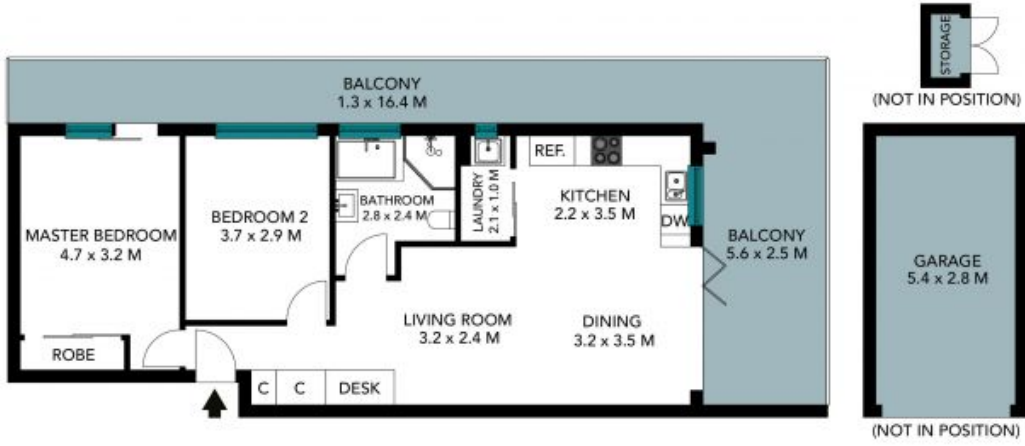 STORAGE
(NOT IN POSITION)
BALCONY
1.3 x 16.4 M
REF.
LAUNDRY
2.1 x 1.0 M
KITCHEN
2.2 x 3.5 M
BATHROOM
2.8 x 2.4 M
BEDROOM 2
3.7 x 2.9 M
MASTER BEDROOM
4.7 x 3.2 M
DW
BALCONY
5.6 x 2.5 M
GARAGE
5.4 x 2.8 M
LIVING ROOM
3.2 x 2.4 M
DINING
3.2 x 3.5 M
ROBE
C
C
DESK
(NOT IN POSITION)